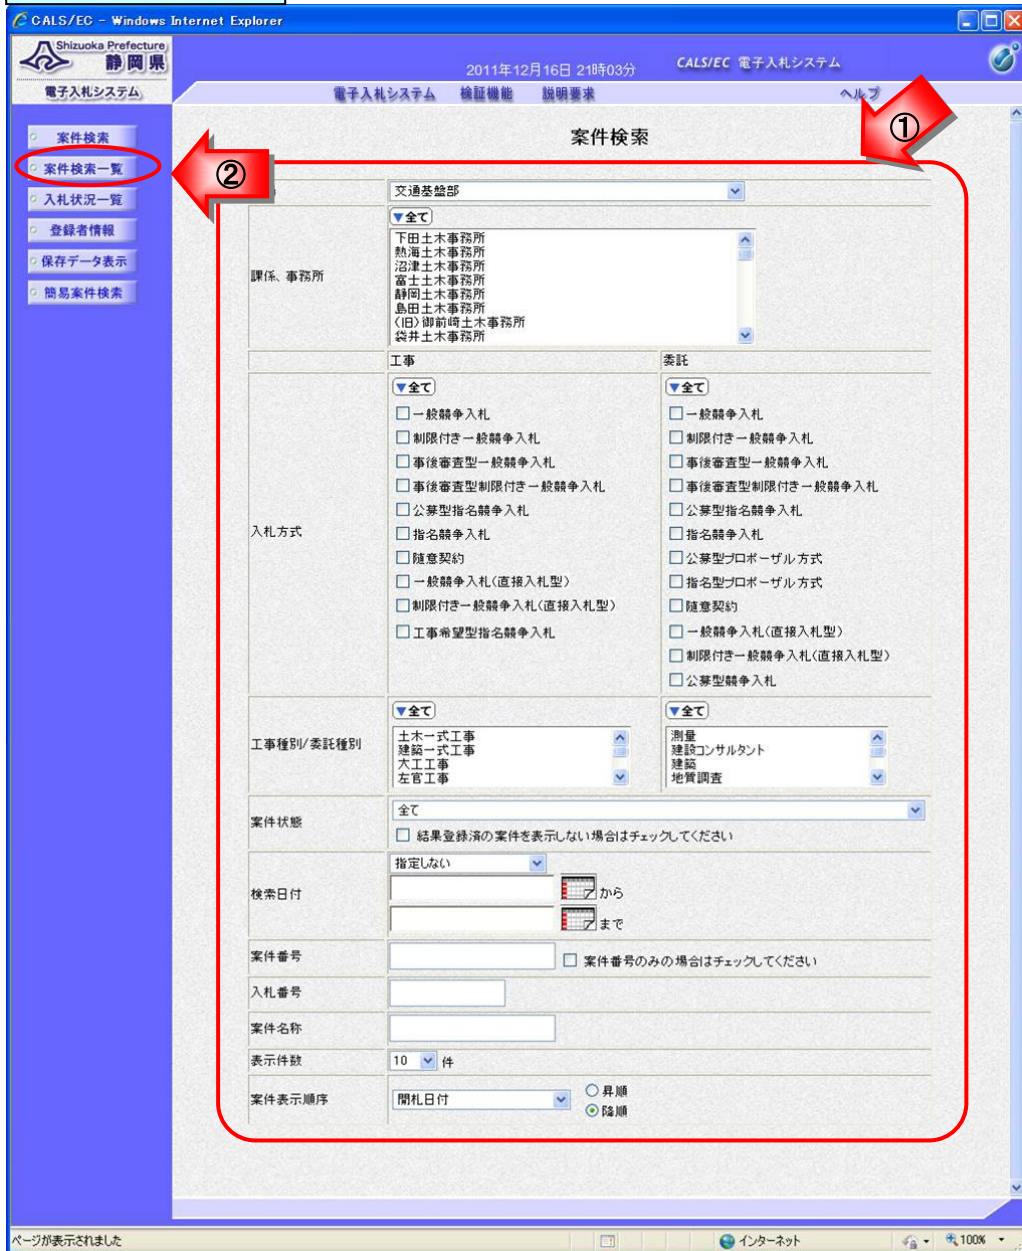 CALS/EC - Windows Internet Explorer
Shizuoka Prefecture
静岡県
電子入札システム
2011年12月16日 21時03分
CALS/EC 電子入札システム
電子入札システム 検証機能 説明要求 ヘルプ
案件検索
案件検索一覧
入札状況一覧
登録者情報
保存データ表示
簡易案件検索
①
②
案件検索
交通基盤部
課係、事務所
▼全て
下田土木事務所
熱海土木事務所
沼津土木事務所
富士土木事務所
静岡土木事務所
島田土木事務所
(旧)御前崎土木事務所
袋井土木事務所
工事 委託
入札方式
▼全て ▼全て
一般競争入札 一般競争入札
制限付き一般競争入札 制限付き一般競争入札
事後審査型一般競争入札 事後審査型一般競争入札
事後審査型制限付き一般競争入札 事後審査型制限付き一般競争入札
公募型指名競争入札 公募型指名競争入札
指名競争入札 指名競争入札
随意契約 公募型プロポーザル方式
一般競争入札(直接入札型) 指名型プロポーザル方式
制限付き一般競争入札(直接入札型) 随意契約
工事希望型指名競争入札 一般競争入札(直接入札型)
制限付き一般競争入札(直接入札型)
公募型競争入札
工事種別/委託種別
▼全て ▼全て
土木一式工事 測量
建築一式工事 建設コンサルタント
大工工事 建築
左官工事 地質調査
案件状態
全て
結果登録済の案件を表示しない場合はチェックしてください
検索日付
指定しない
から
まで
案件番号 案件番号のみの場合はチェックしてください
入札番号
案件名称
表示件数 10 件
案件表示順序 開札日付
昇順
降順
ページが表示されました インターネット 100%